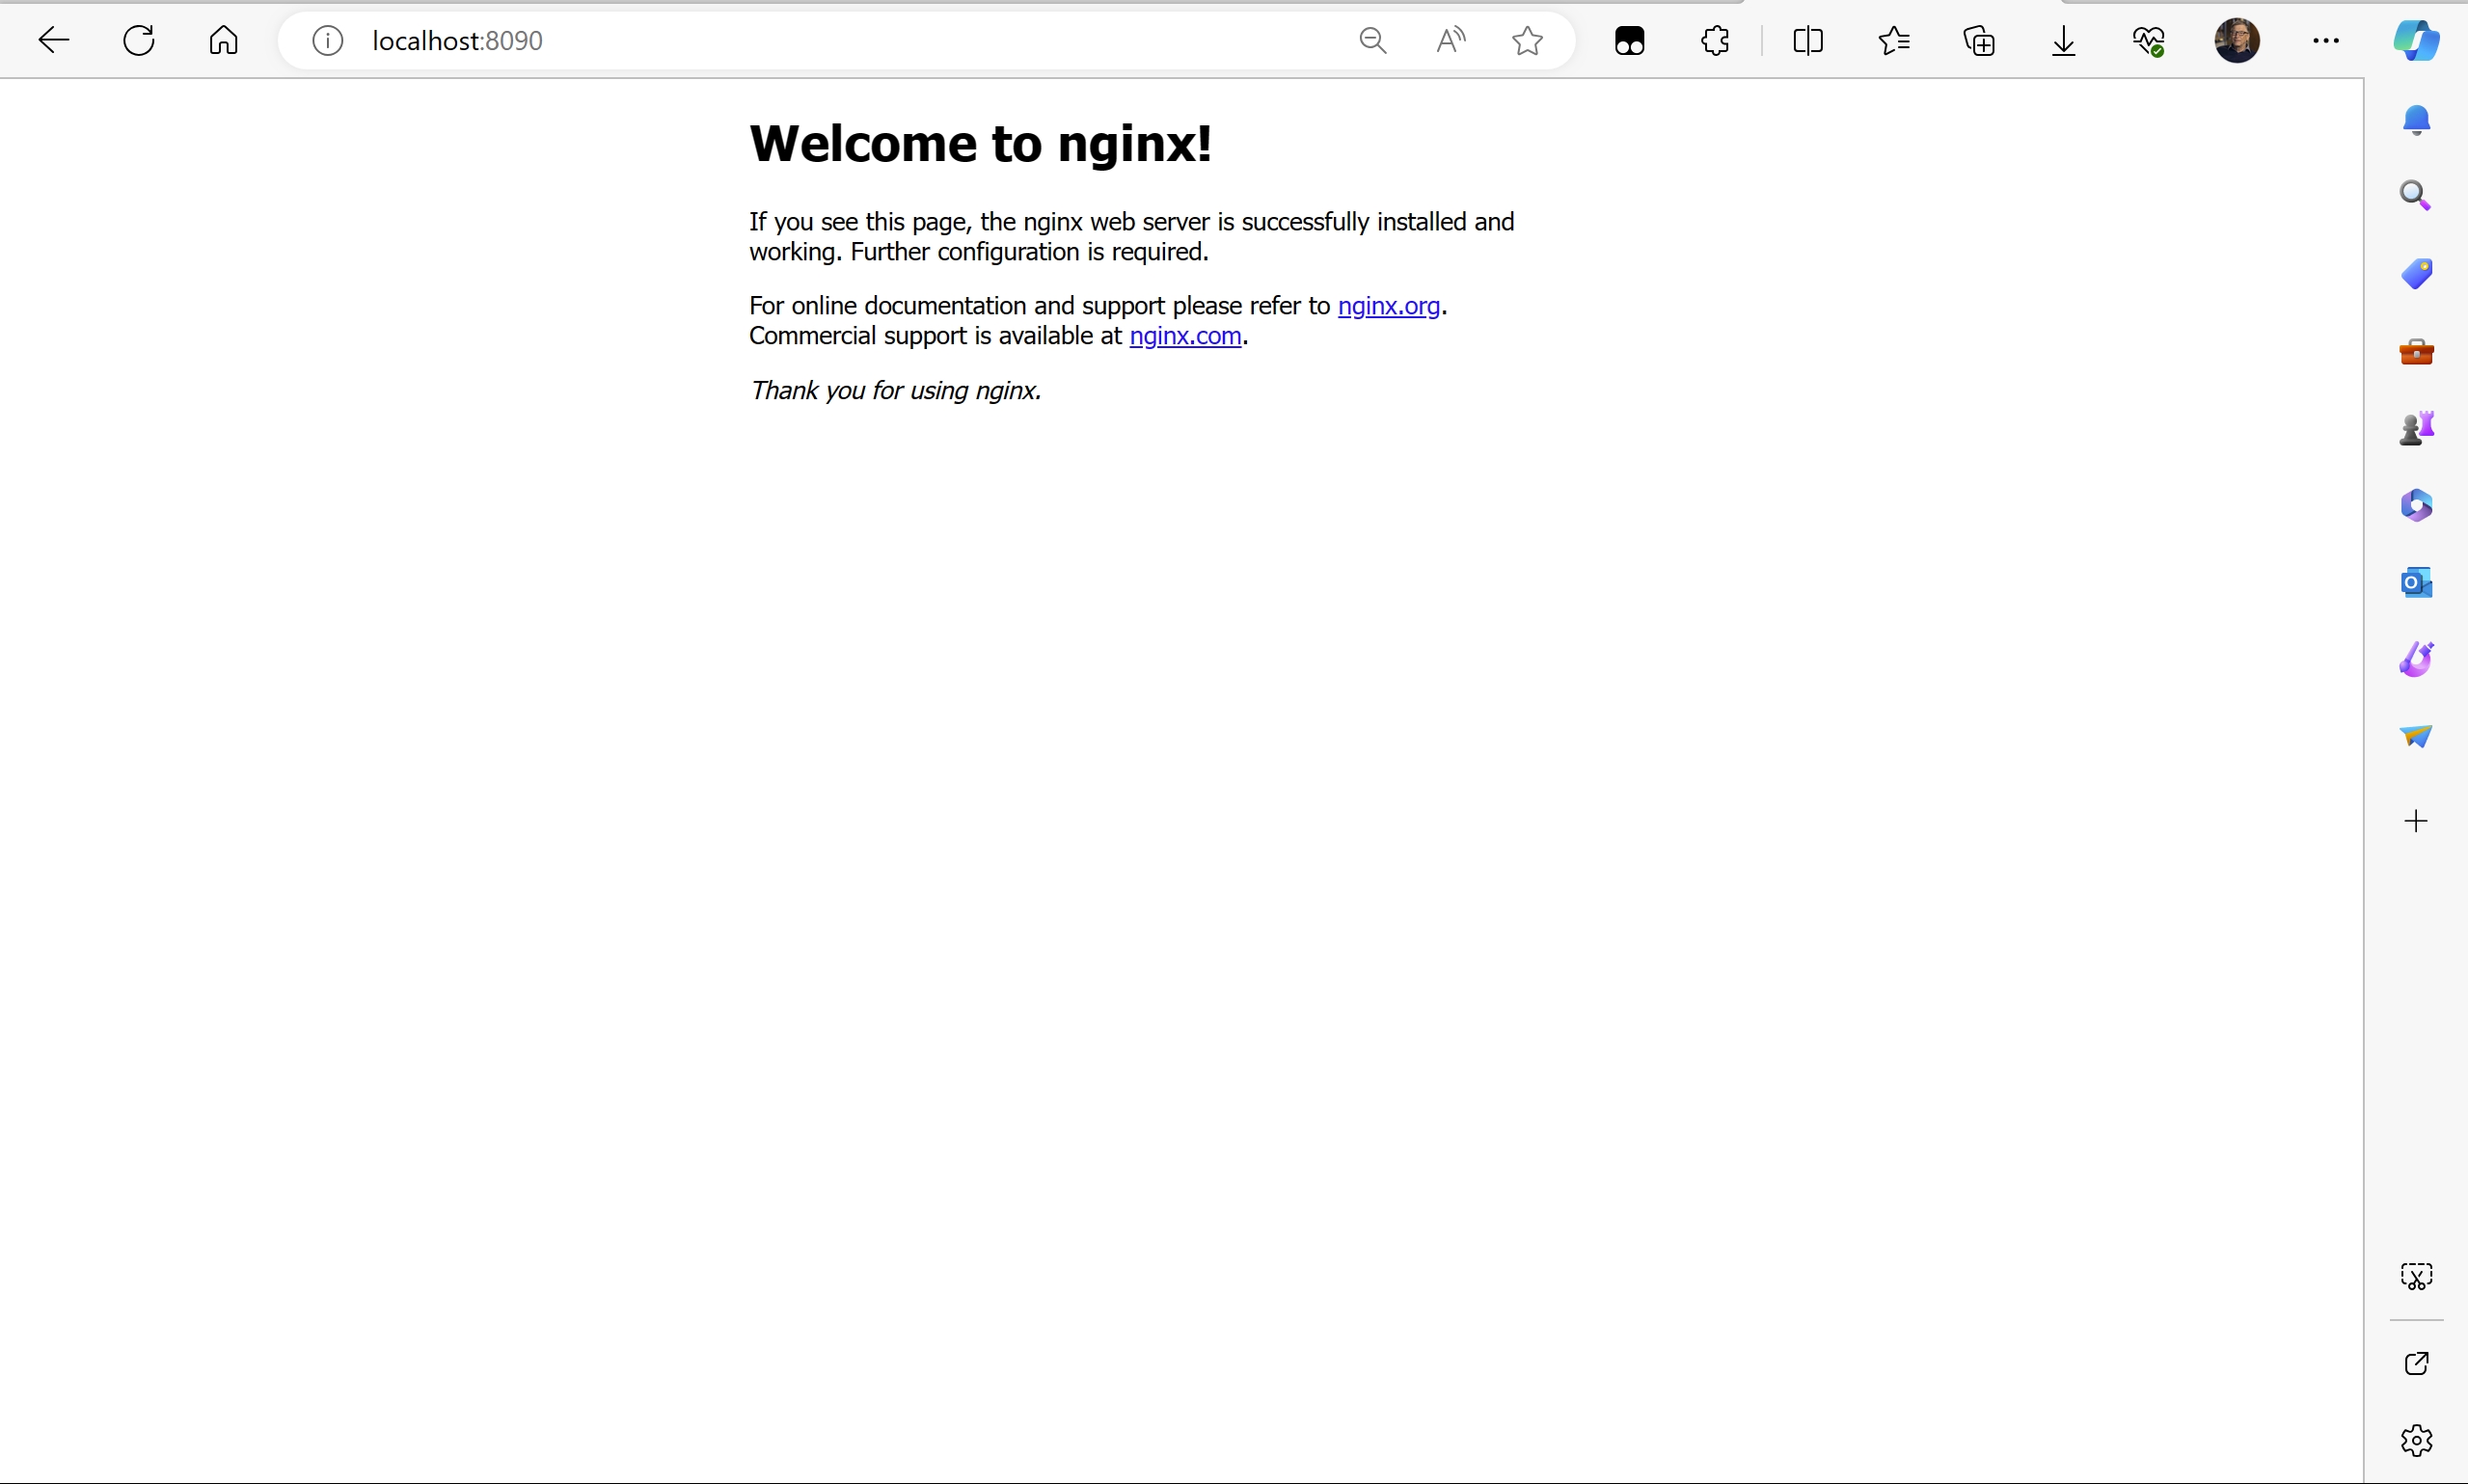 localhost:8090
Welcome to nginx!
If you see this page, the nginx web server is successfully installed and
working. Further configuration is required.
For online documentation and support please refer to nginx.org.
Commercial support is available at nginx.com.
Thank you for using nginx.